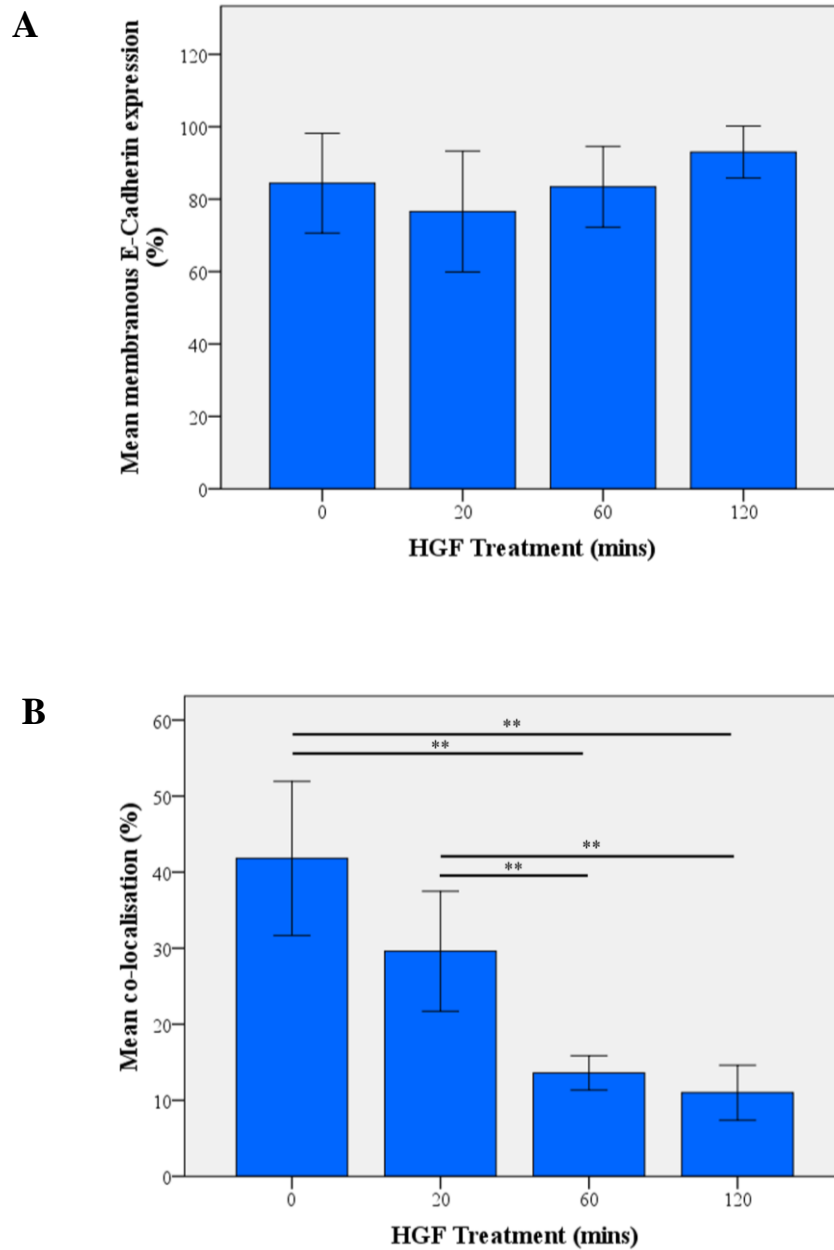 A
Mean membranous E-Cadherin expression
(%)
120
100
80
60
40
20
0
0 20 60 120
HGF Treatment (mins)
B
Mean co-localisation (%)
60
50
40
30
20
10
0
**
**
**
**
0 20 60 120
HGF Treatment (mins)